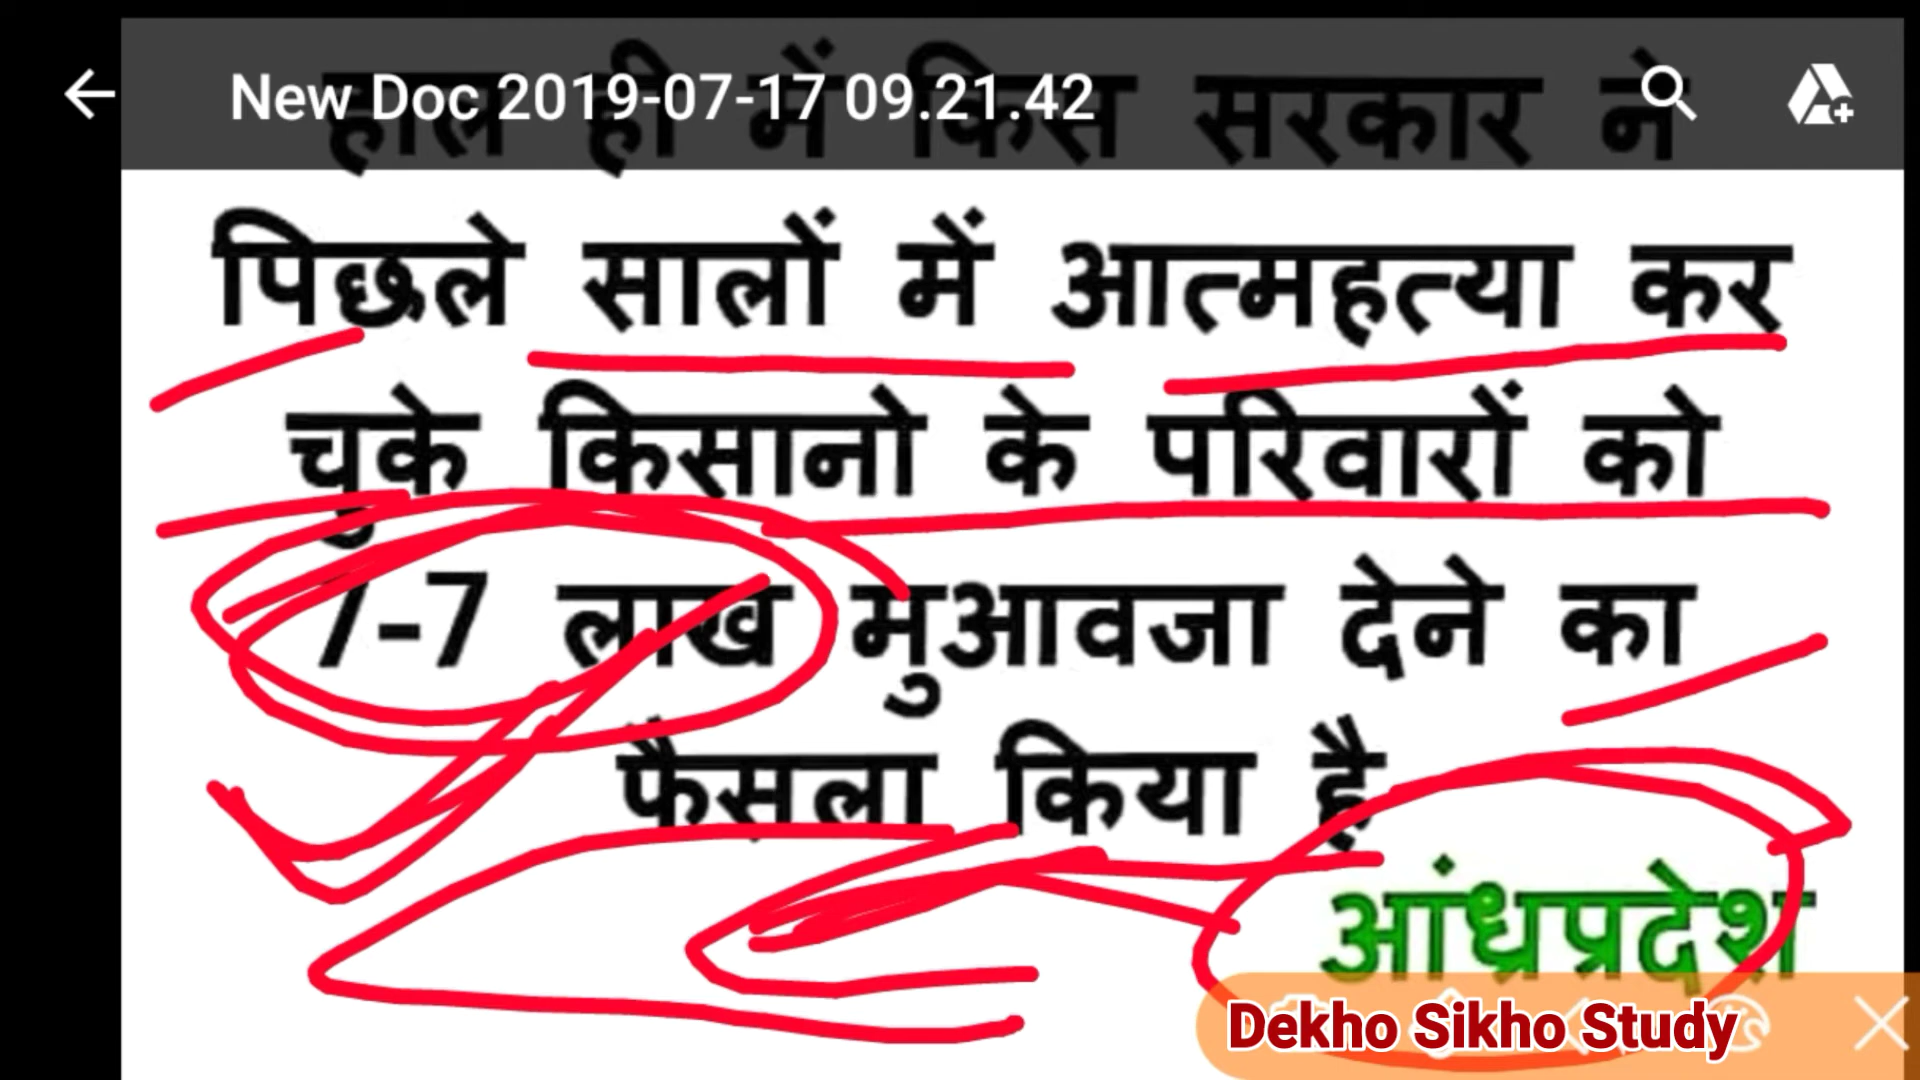 New Doc 2019-07-17 09.21.42
हाल ही में किस सरकार ने
पिछले सालों में आत्महत्या कर
चुके किसानो के परिवारों को
7-7 लाख मुआवजा देने का
फैसला किया है
आंध्रप्रदेश
Dekho Sikho Study